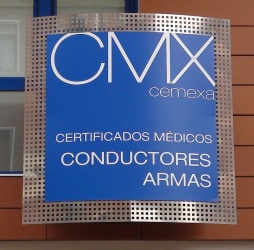 CMX
cemexa
CERTIFICADOS MÉDICOS
CONDUCTORES
ARMAS